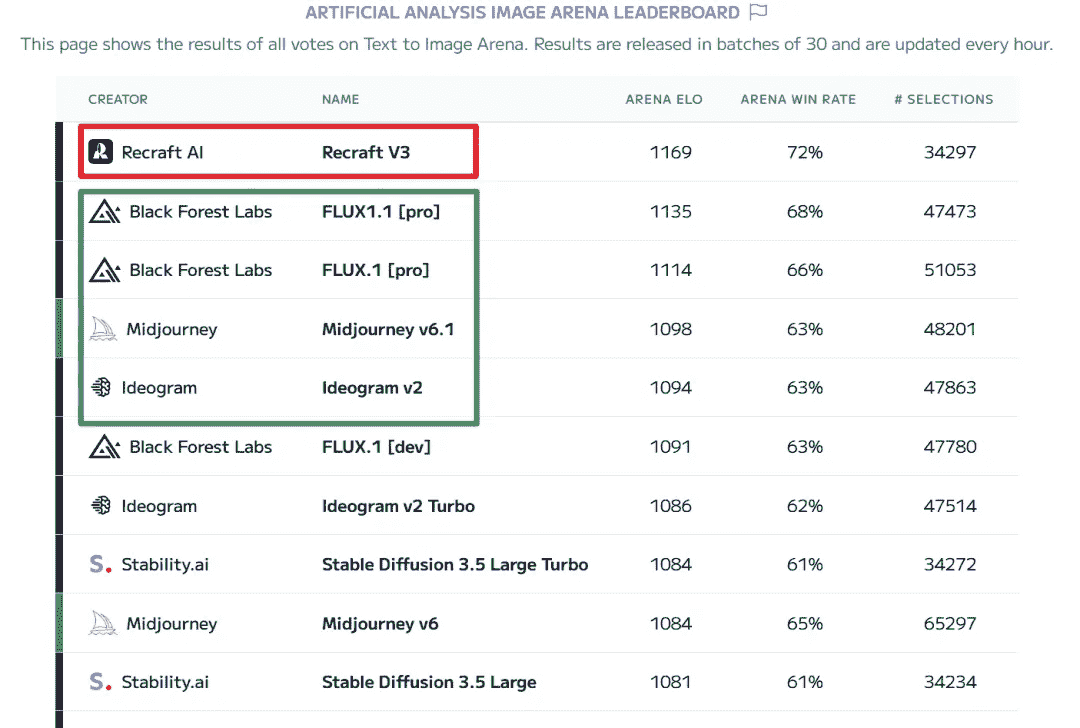 ARTIFICIAL ANALYSIS IMAGE ARENA LEADERBOARD
This page shows the results of all votes on Text to Image Arena. Results are released in batches of 30 and are updated every hour.
CREATOR NAME ARENA ELO ARENA WIN RATE # SELECTIONS
Recraft AI Recraft V3 1169 72% 34297
Black Forest Labs FLUX1.1 [pro] 1135 68% 47473
Black Forest Labs FLUX.1 [pro] 1114 66% 51053
Midjourney Midjourney v6.1 1098 63% 48201
Ideogram Ideogram v2 1094 63% 47863
Black Forest Labs FLUX.1 [dev] 1091 63% 47780
Ideogram Ideogram v2 Turbo 1086 62% 47514
S. Stability.ai Stable Diffusion 3.5 Large Turbo 1084 61% 34272
Midjourney Midjourney v6 1084 65% 65297
S. Stability.ai Stable Diffusion 3.5 Large 1081 61% 34234